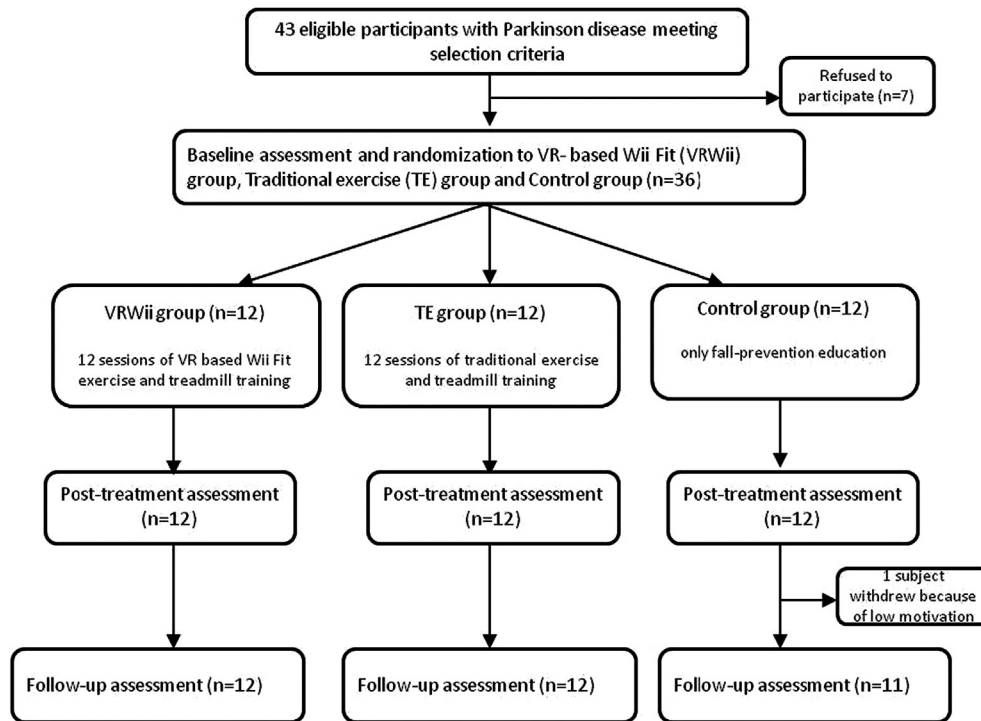 43 eligible participants with Parkinson disease meeting
selection criteria
Refused to
participate (n=7)
Baseline assessment and randomization to VR- based Wii Fit (VRWii)
group, Traditional exercise (TE) group and Control group (n=36)
VRWii group (n=12)
12 sessions of VR based Wii Fit
exercise and treadmill training
TE group (n=12)
12 sessions of traditional exercise
and treadmill training
Control group (n=12)
only fall-prevention education
Post-treatment assessment
(n=12)
Post-treatment assessment
(n=12)
Post-treatment assessment
(n=12)
1 subject
withdrew because
of low motivation
Follow-up assessment (n=12)
Follow-up assessment (n=12)
Follow-up assessment (n=11)